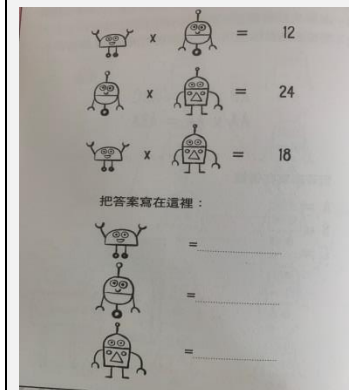 x = 12
x = 24
x = 18
把答案寫在這裡：
=
=
=